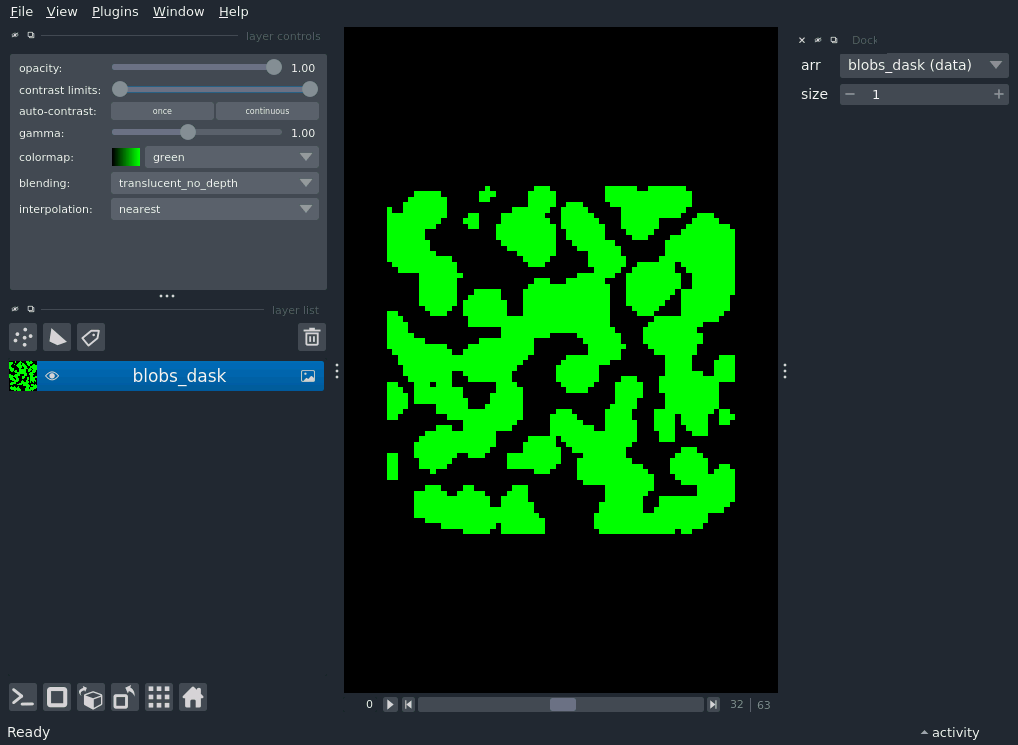 File View Plugins Window Help
layer controls
opacity: 1.00
contrast limits:
auto-contrast: once continuous
gamma: 1.00
colormap: green
blending: translucent_no_depth
interpolation: nearest
layer list
blobs_dask
0 32 63
Dock
arr blobs_dask (data)
size 1
Ready
activity